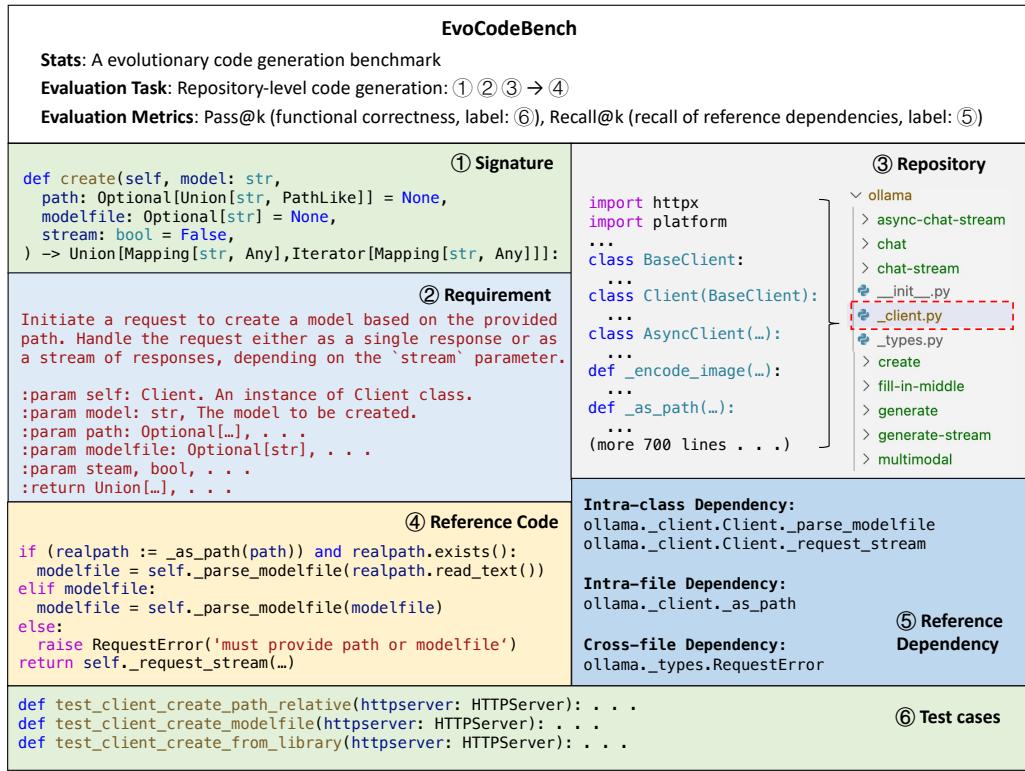 EvoCodeBench
Stats: A evolutionary code generation benchmark
Evaluation Task: Repository-level code generation: ① ② ③ → ④
Evaluation Metrics: Pass@k (functional correctness, label: ⑥), Recall@k (recall of reference dependencies, label: ⑤)
① Signature
def create(self, model: str,
path: Optional[Union[str, PathLike]] = None,
modelfile: Optional[str] = None,
stream: bool = False,
) -> Union[Mapping[str, Any],Iterator[Mapping[str, Any]]]:
② Requirement
Initiate a request to create a model based on the provided
path. Handle the request either as a single response or as
a stream of responses, depending on the `stream` parameter.
:param self: Client. An instance of Client class.
:param model: str, The model to be created.
:param path: Optional[…], . . .
:param modelfile: Optional[str], . . .
:param steam, bool, . . .
:return Union[…], . . .
③ Repository
import httpx
import platform
...
class BaseClient:
...
class Client(BaseClient):
...
class AsyncClient(…):
...
def _encode_image(…):
...
def _as_path(…):
...
(more 700 lines . . .)
ollama
async-chat-stream
chat
chat-stream
__init__.py
_client.py
_types.py
create
fill-in-middle
generate
generate-stream
multimodal
④ Reference Code
if (realpath := _as_path(path)) and realpath.exists():
modelfile = self._parse_modelfile(realpath.read_text())
elif modelfile:
modelfile = self._parse_modelfile(modelfile)
else:
raise RequestError('must provide path or modelfile‘)
return self._request_stream(…)
Intra-class Dependency:
ollama._client.Client._parse_modelfile
ollama._client.Client._request_stream
Intra-file Dependency:
ollama._client._as_path
Cross-file Dependency:
ollama._types.RequestError
⑤ Reference
Dependency
def test_client_create_path_relative(httpserver: HTTPServer): . . .
def test_client_create_modelfile(httpserver: HTTPServer): . . .
def test_client_create_from_library(httpserver: HTTPServer): . . .
⑥ Test cases